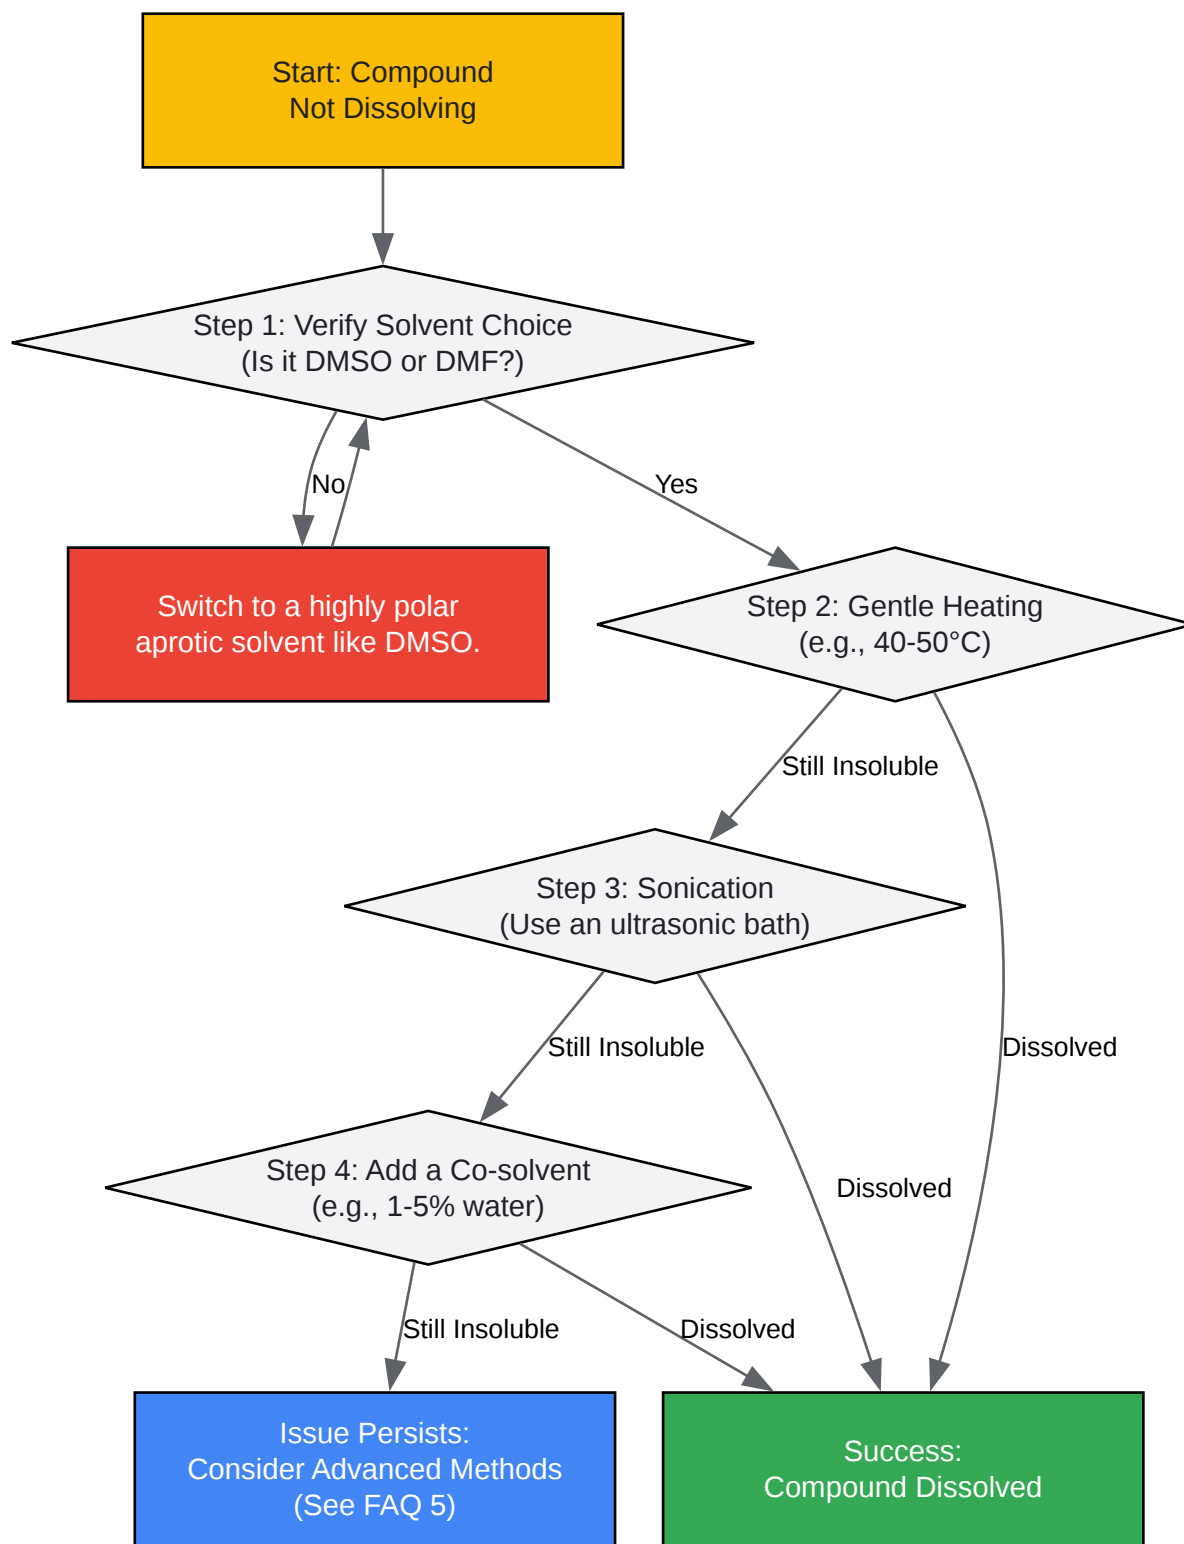 Start: Compound
Not Dissolving
Step 1: Verify Solvent Choice
(Is it DMSO or DMF?)
No
Yes
Switch to a highly polar
aprotic solvent like DMSO.
Step 2: Gentle Heating
(e.g., 40-50°C)
Still Insoluble
Step 3: Sonication
(Use an ultrasonic bath)
Still Insoluble
Dissolved
Step 4: Add a Co-solvent
(e.g., 1-5% water)
Dissolved
Still Insoluble
Dissolved
Issue Persists:
Consider Advanced Methods
(See FAQ 5)
Success:
Compound Dissolved